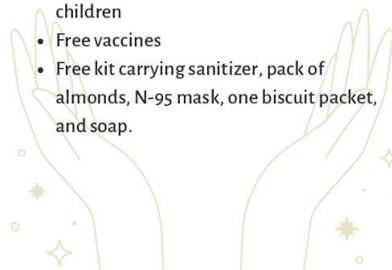 children
• Free vaccines
• Free kit carrying sanitizer, pack of
almonds, N-95 mask, one biscuit packet,
and soap.